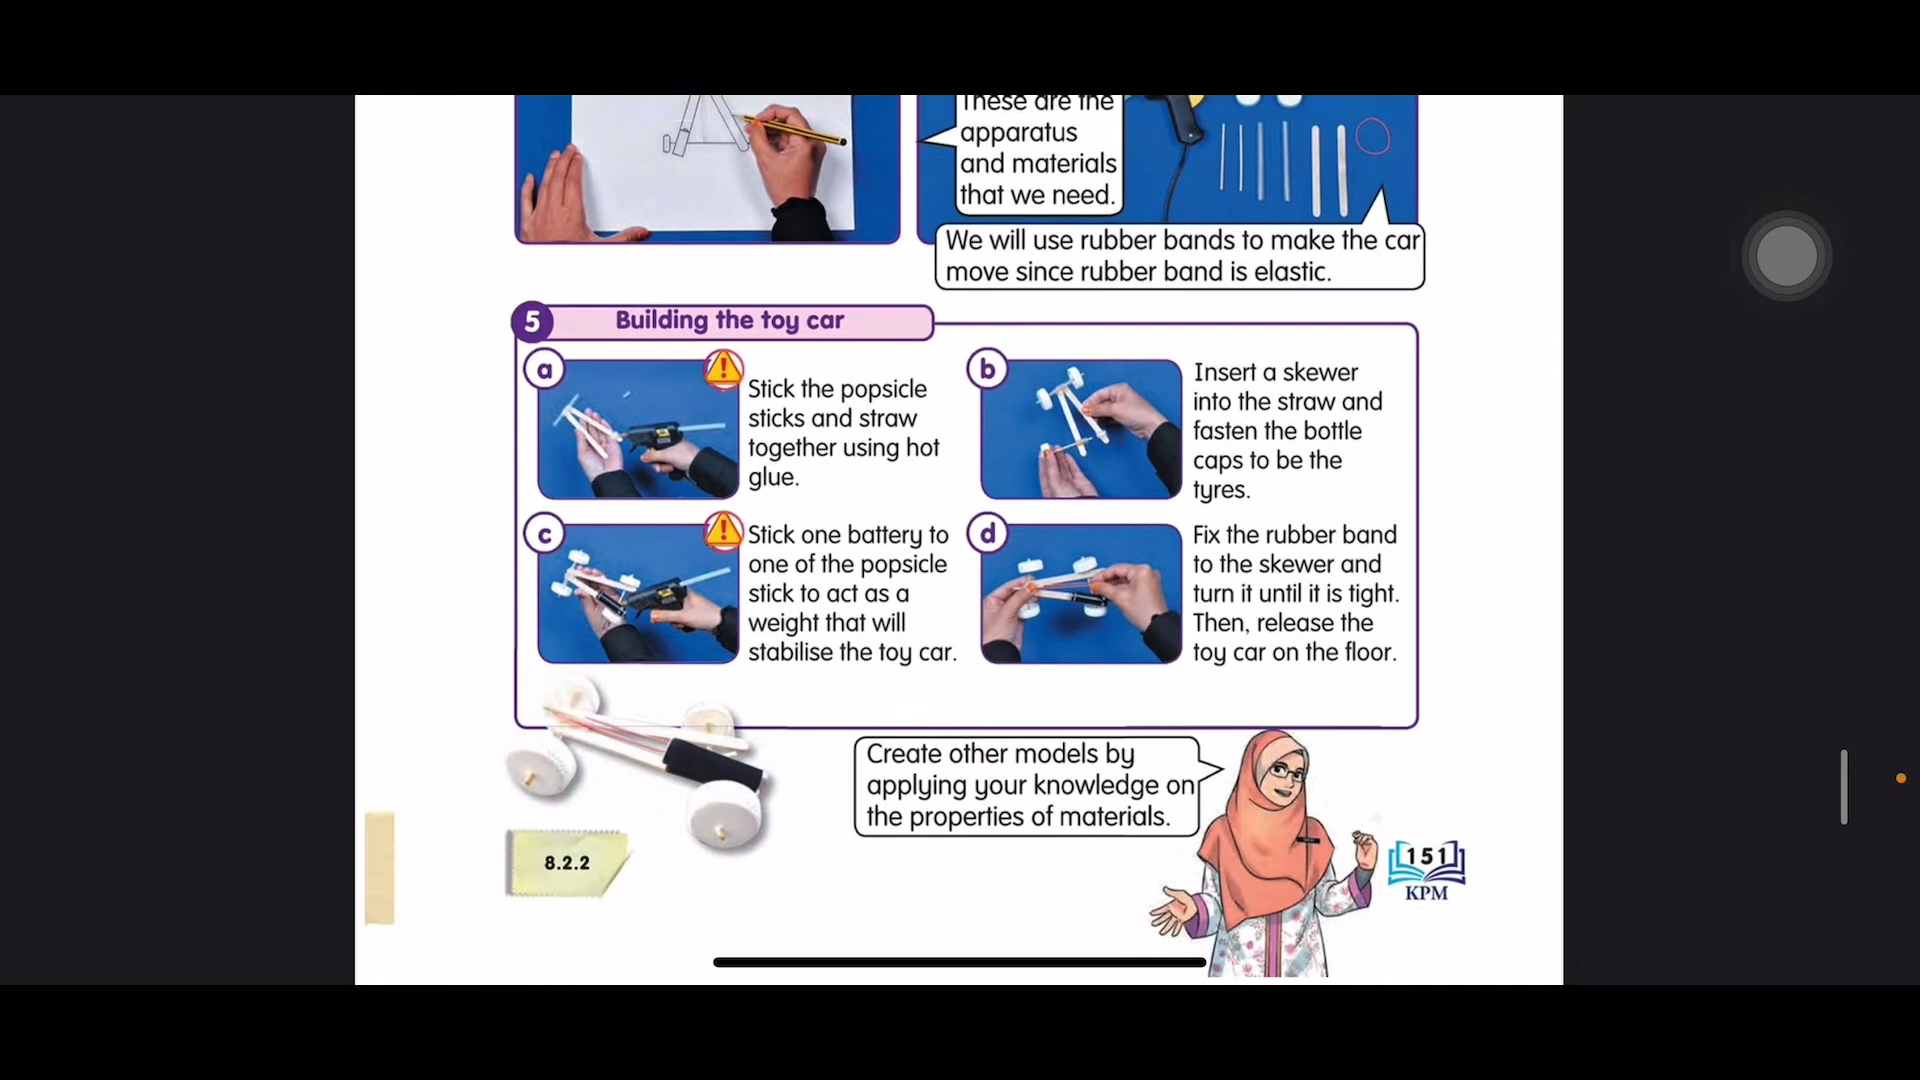 These are the
apparatus
and materials
that we need.
We will use rubber bands to make the car
move since rubber band is elastic.
5
Building the toy car
a
Stick the popsicle
sticks and straw
together using hot
glue.
b
Insert a skewer
into the straw and
fasten the bottle
caps to be the
tyres.
c
Stick one battery to
one of the popsicle
stick to act as a
weight that will
stabilise the toy car.
d
Fix the rubber band
to the skewer and
turn it until it is tight.
Then, release the
toy car on the floor.
Create other models by
applying your knowledge on
the properties of materials.
8.2.2
151
KPM